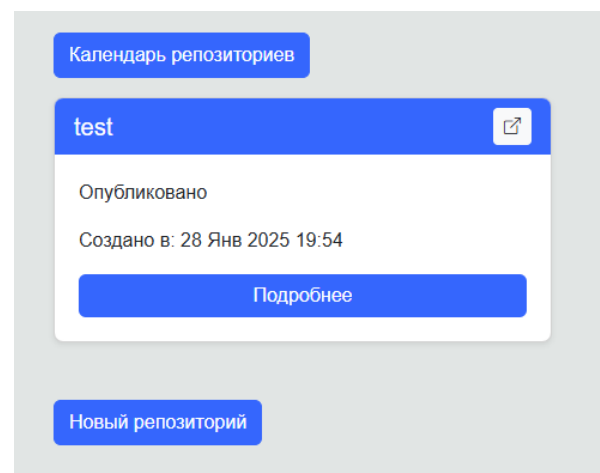 Календарь репозиториев
test
Опубликовано
Создано в: 28 Янв 2025 19:54
Подробнее
Новый репозиторий